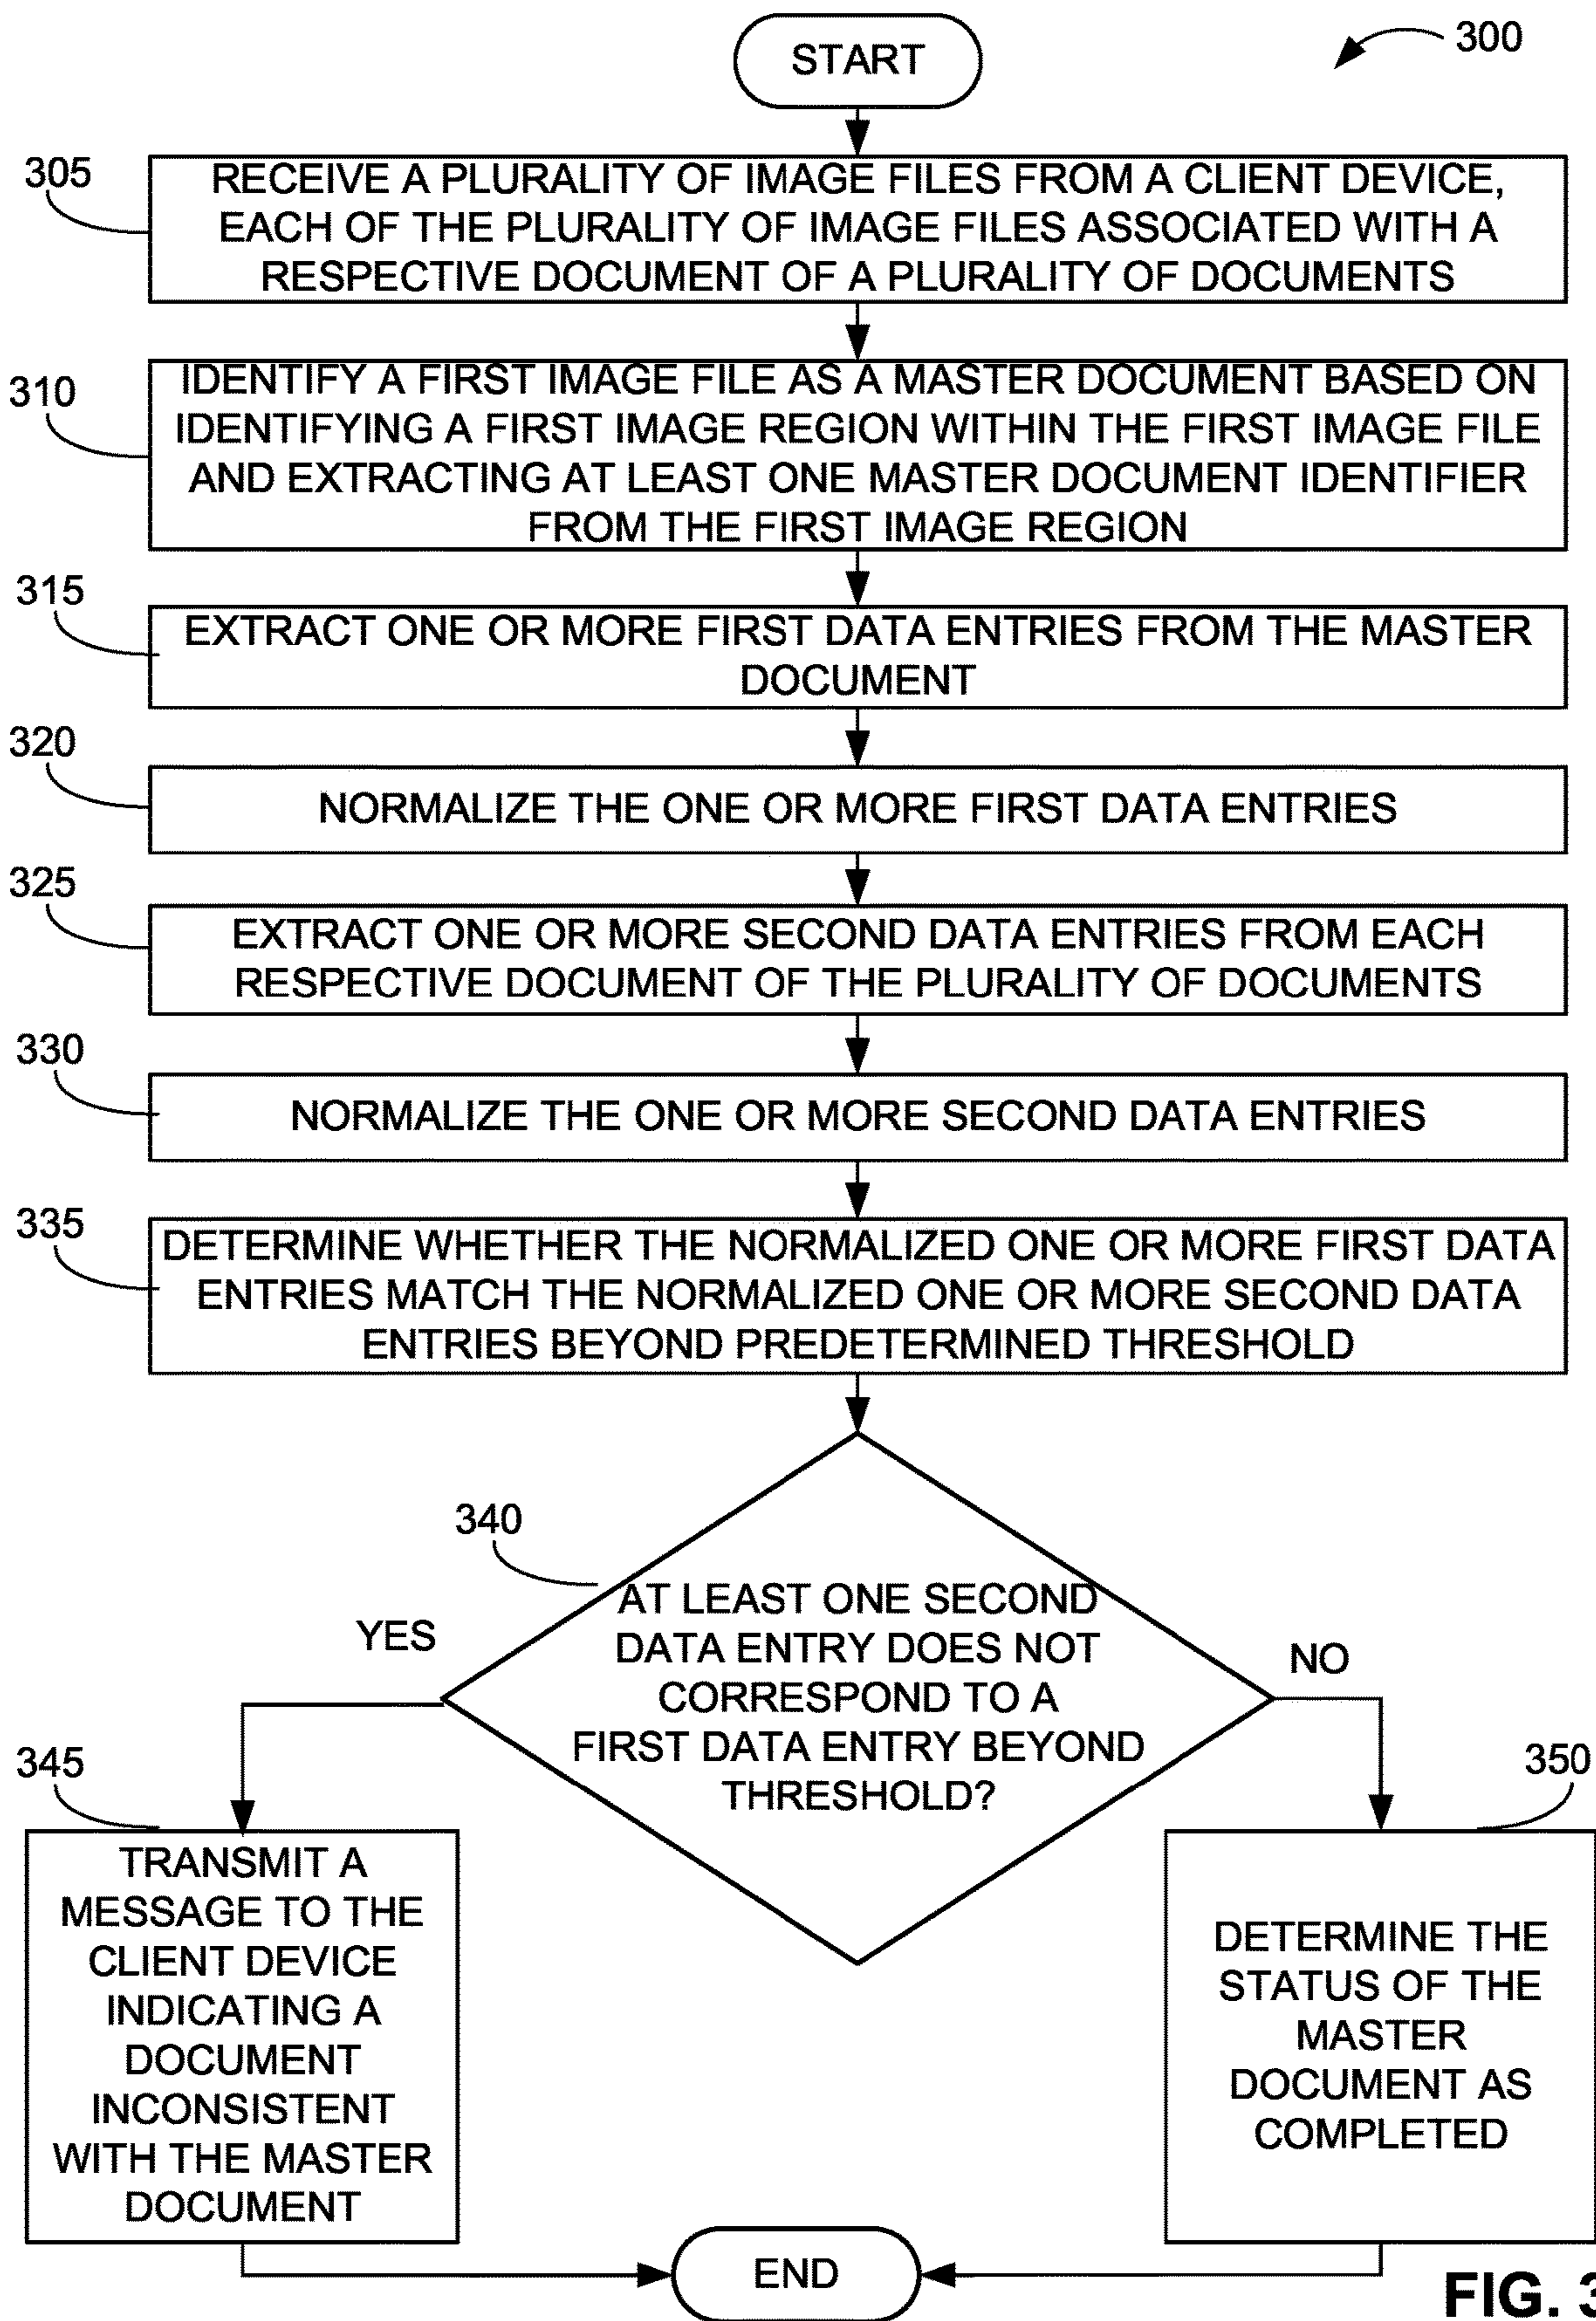 START
300
305
RECEIVE A PLURALITY OF IMAGE FILES FROM A CLIENT DEVICE,
EACH OF THE PLURALITY OF IMAGE FILES ASSOCIATED WITH A
RESPECTIVE DOCUMENT OF A PLURALITY OF DOCUMENTS
310
IDENTIFY A FIRST IMAGE FILE AS A MASTER DOCUMENT BASED ON
IDENTIFYING A FIRST IMAGE REGION WITHIN THE FIRST IMAGE FILE
AND EXTRACTING AT LEAST ONE MASTER DOCUMENT IDENTIFIER
FROM THE FIRST IMAGE REGION
315
EXTRACT ONE OR MORE FIRST DATA ENTRIES FROM THE MASTER
DOCUMENT
320
NORMALIZE THE ONE OR MORE FIRST DATA ENTRIES
325
EXTRACT ONE OR MORE SECOND DATA ENTRIES FROM EACH
RESPECTIVE DOCUMENT OF THE PLURALITY OF DOCUMENTS
330
NORMALIZE THE ONE OR MORE SECOND DATA ENTRIES
335
DETERMINE WHETHER THE NORMALIZED ONE OR MORE FIRST DATA
ENTRIES MATCH THE NORMALIZED ONE OR MORE SECOND DATA
ENTRIES BEYOND PREDETERMINED THRESHOLD
340
AT LEAST ONE SECOND
DATA ENTRY DOES NOT
CORRESPOND TO A
FIRST DATA ENTRY BEYOND
THRESHOLD?
YES
NO
345
TRANSMIT A
MESSAGE TO THE
CLIENT DEVICE
INDICATING A
DOCUMENT
INCONSISTENT
WITH THE MASTER
DOCUMENT
350
DETERMINE THE
STATUS OF THE
MASTER
DOCUMENT AS
COMPLETED
END
FIG. 3